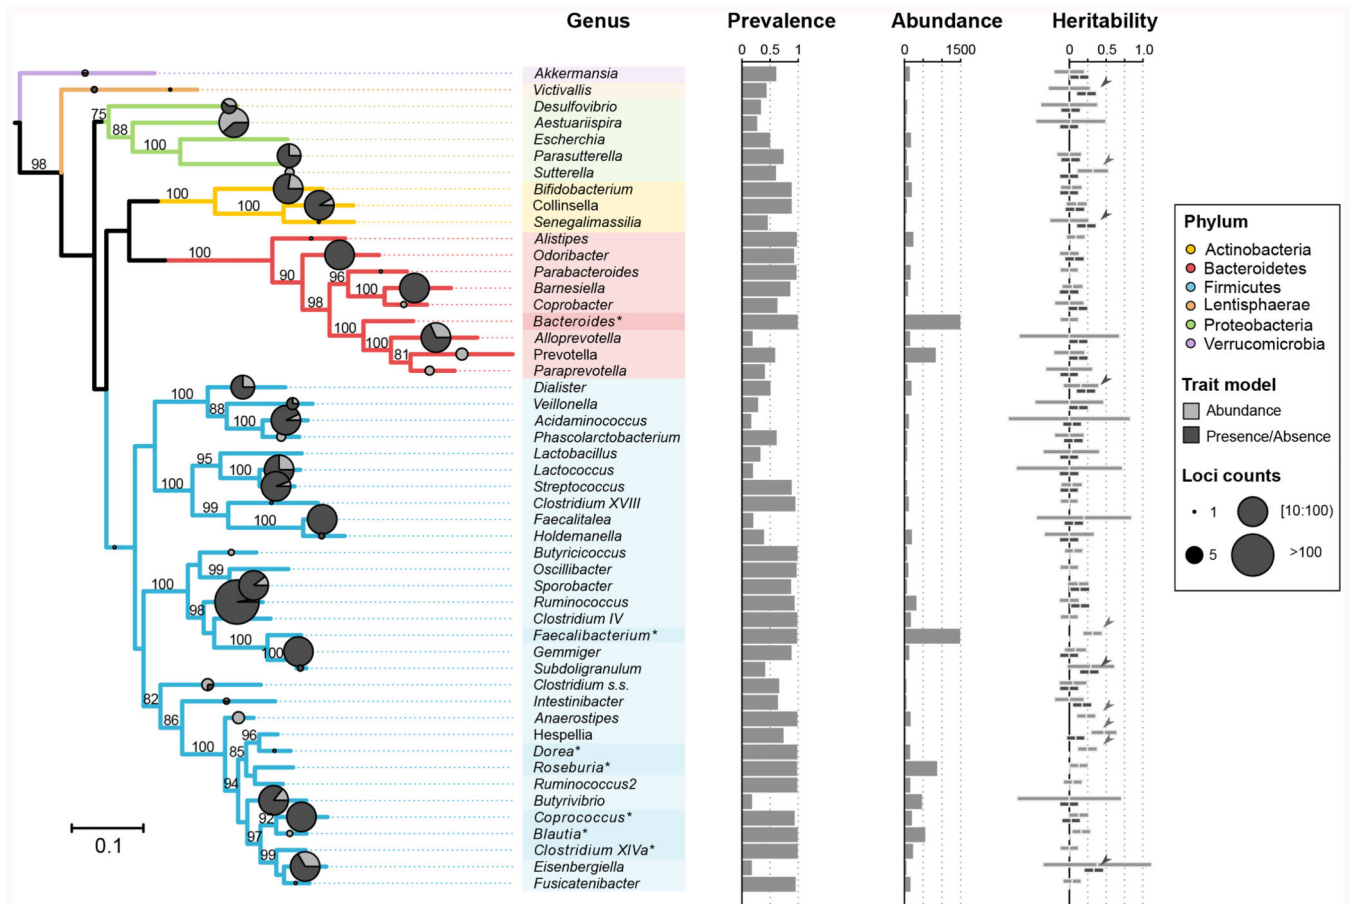 Genus Prevalence Abundance Heritability
0 0.5 1 0 1500 0 0.5 1.0
Akkermansia
Victivallis
75 Desulfovibrio
88 Aestuariispira
100 Escherchia
98 Parasutterella
Sutterella
100 Bifidobacterium
100 Collinsella
Senegalimassilia
Alistipes
100 Odoribacter
90 96 Parabacteroides
100 Barnesiella
98 Coprobacter
100 Bacteroides*
100 Alloprevotella
81 Prevotella
Paraprevotella
100 Dialister
88 Veillonella
100 Acidaminococcus
Phascolarctobacterium
95 Lactobacillus
100 Lactococcus
100 Streptococcus
99 Clostridium XVIII
100 Faecalitalea
Holdemanella
Butyricicoccus
99 Oscillibacter
100 Sporobacter
98 Ruminococcus
Clostridium IV
100 Faecalibacterium*
100 Gemmiger
Subdoligranulum
82 Clostridium s.s.
86 Intestinibacter
100 Anaerostipes
96 Hespellia
85 Dorea*
Roseburia*
94 Ruminococcus2
Butyrivibrio
92 Coprococcus*
97 Blautia*
99 Clostridium XIVa*
Eisenbergiella
Fusicatenibacter
0.1
Phylum
Actinobacteria
Bacteroidetes
Firmicutes
Lentisphaerae
Proteobacteria
Verrucomicrobia
Trait model
Abundance
Presence/Absence
Loci counts
1 [10:100)
5 >100